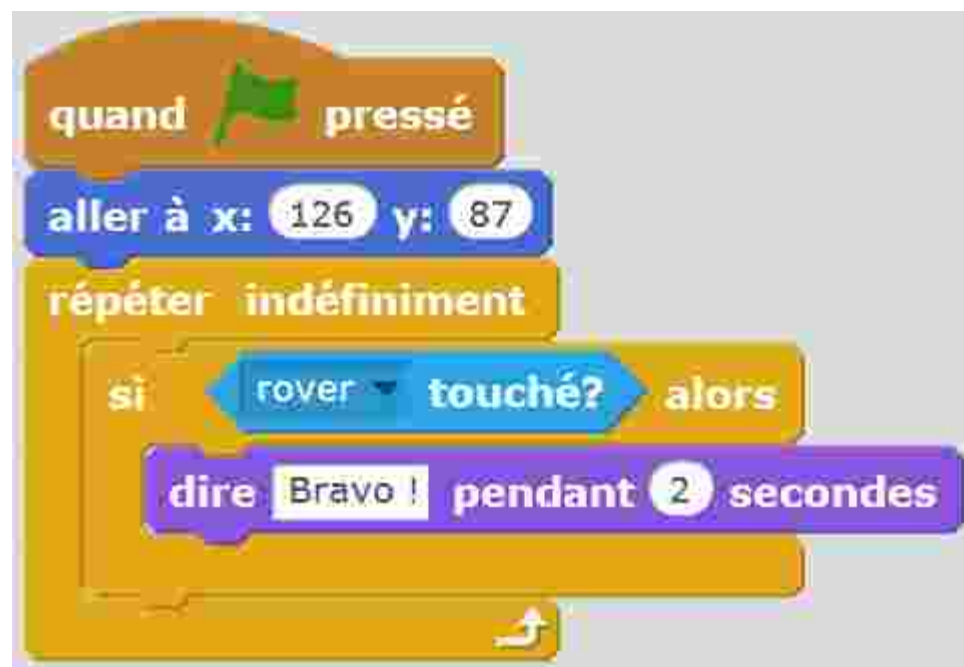 quand pressé
aller à x: 126 y: 87
répéter indéfiniment
si rover touché? alors
dire Bravo ! pendant 2 secondes